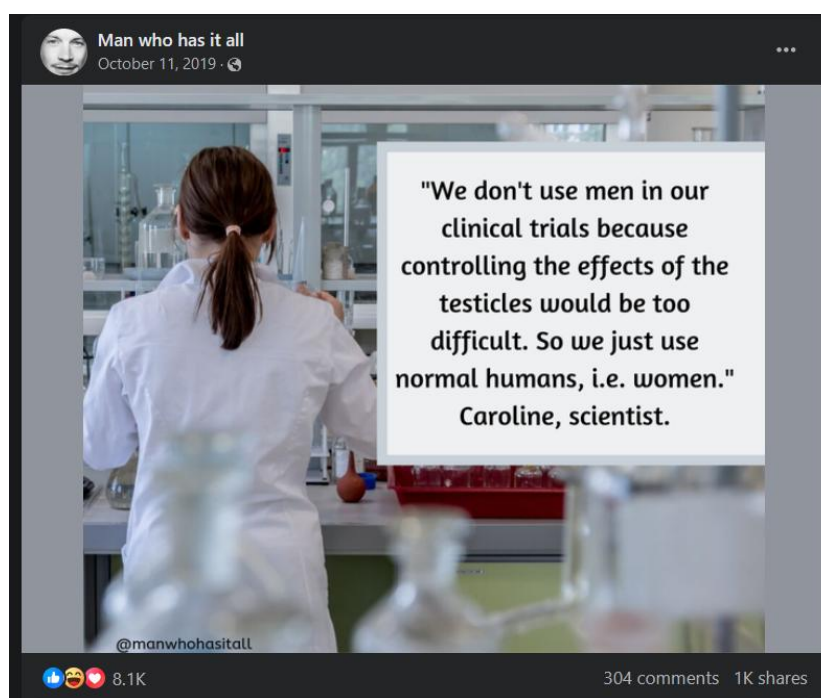 Man who has it all
October 11, 2019 ·
"We don't use men in our
clinical trials because
controlling the effects of the
testicles would be too
difficult. So we just use
normal humans, i.e. women."
Caroline, scientist.
@manwhohasitall
8.1K 304 comments 1K shares